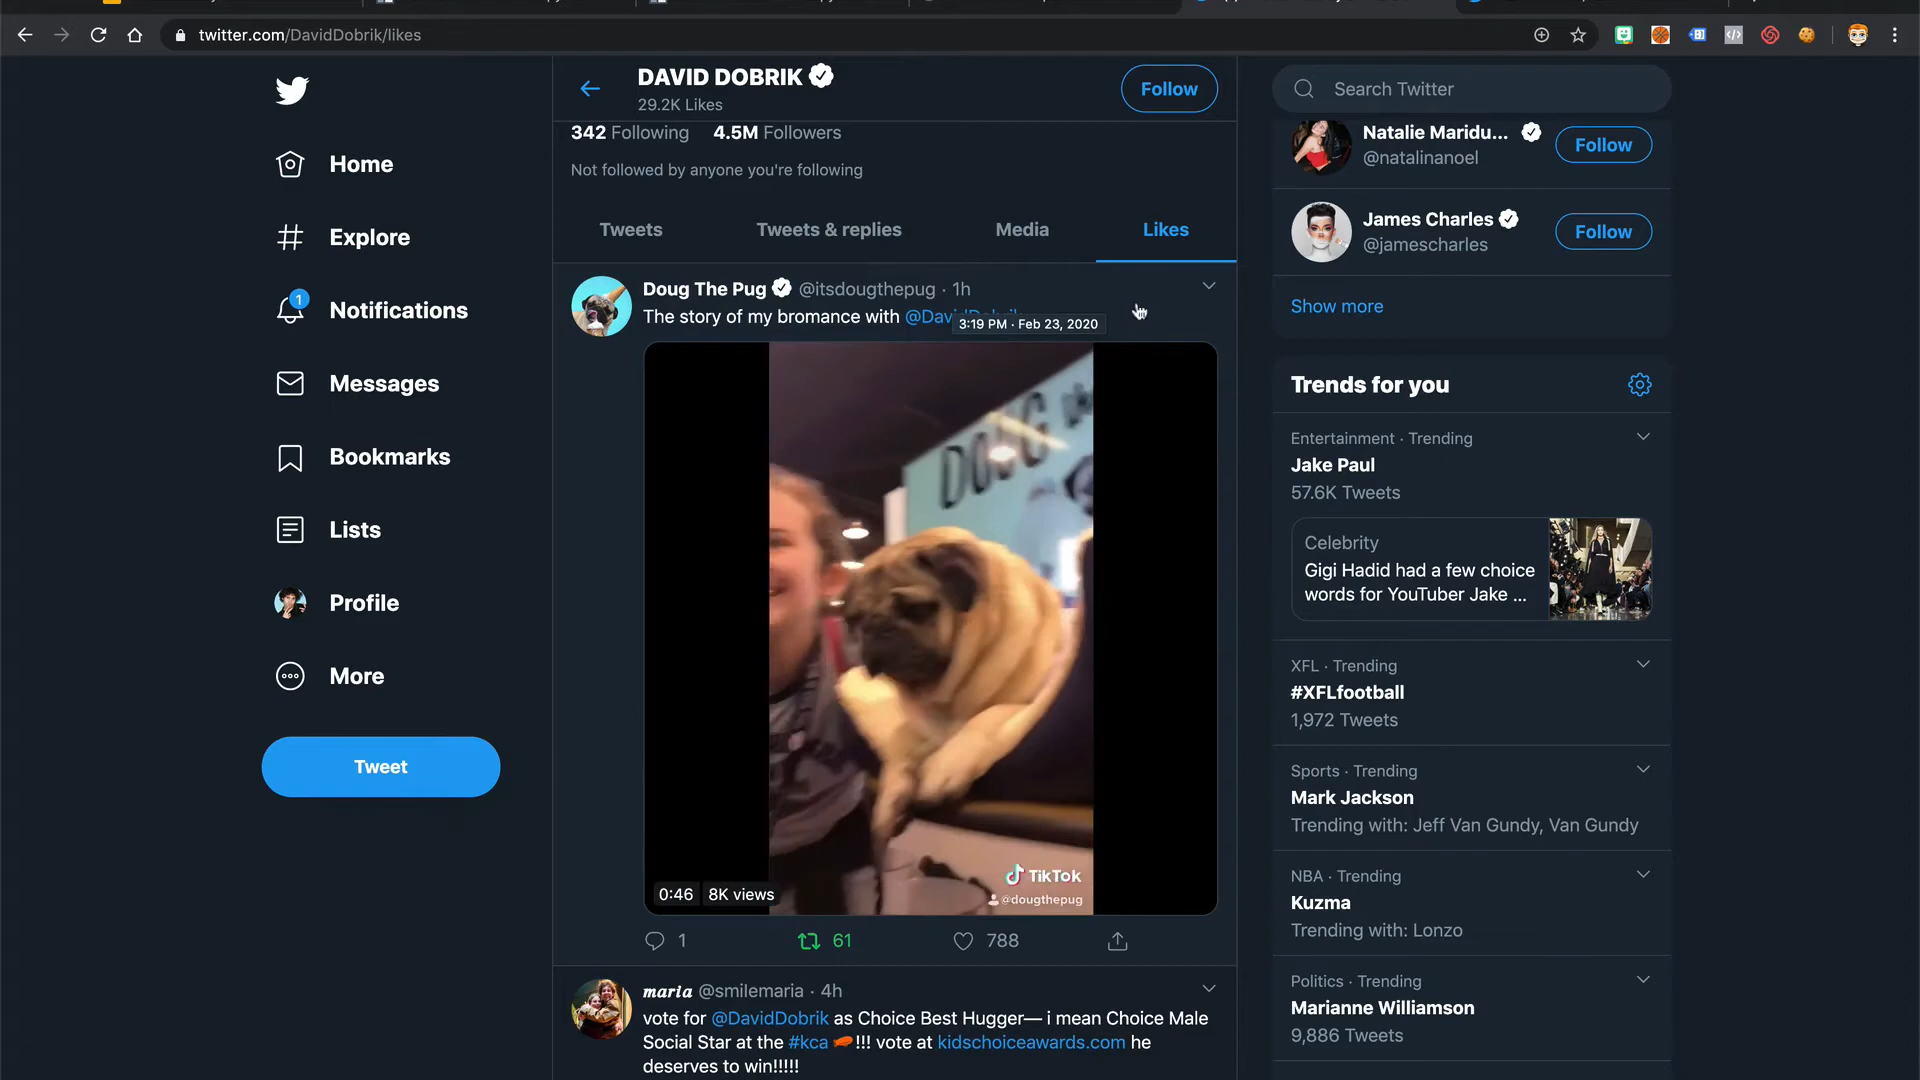 twitter.com/DavidDobrik/likes
Home
Explore
1
Notifications
Messages
Bookmarks
Lists
Profile
More
Tweet
DAVID DOBRIK
29.2K Likes
Follow
342 Following 4.5M Followers
Not followed by anyone you're following
Tweets
Tweets & replies
Media
Likes
Doug The Pug @itsdougthepug · 1h
The story of my bromance with
3:19 PM · Feb 23, 2020
DOUG
TikTok
@dougthepug
0:46
8K views
1
61
788
maria @smilemaria · 4h
vote for @DavidDobrik as Choice Best Hugger— i mean Choice Male
Social Star at the #kca !!! vote at kidschoiceawards.com he
deserves to win!!!!!
Search Twitter
Natalie Maridu...
@natalinanoel
Follow
James Charles
@jamescharles
Follow
Show more
Trends for you
Entertainment · Trending
Jake Paul
57.6K Tweets
Celebrity
Gigi Hadid had a few choice
words for YouTuber Jake ...
XFL · Trending
#XFLfootball
1,972 Tweets
Sports · Trending
Mark Jackson
Trending with: Jeff Van Gundy, Van Gundy
NBA · Trending
Kuzma
Trending with: Lonzo
Politics · Trending
Marianne Williamson
9,886 Tweets